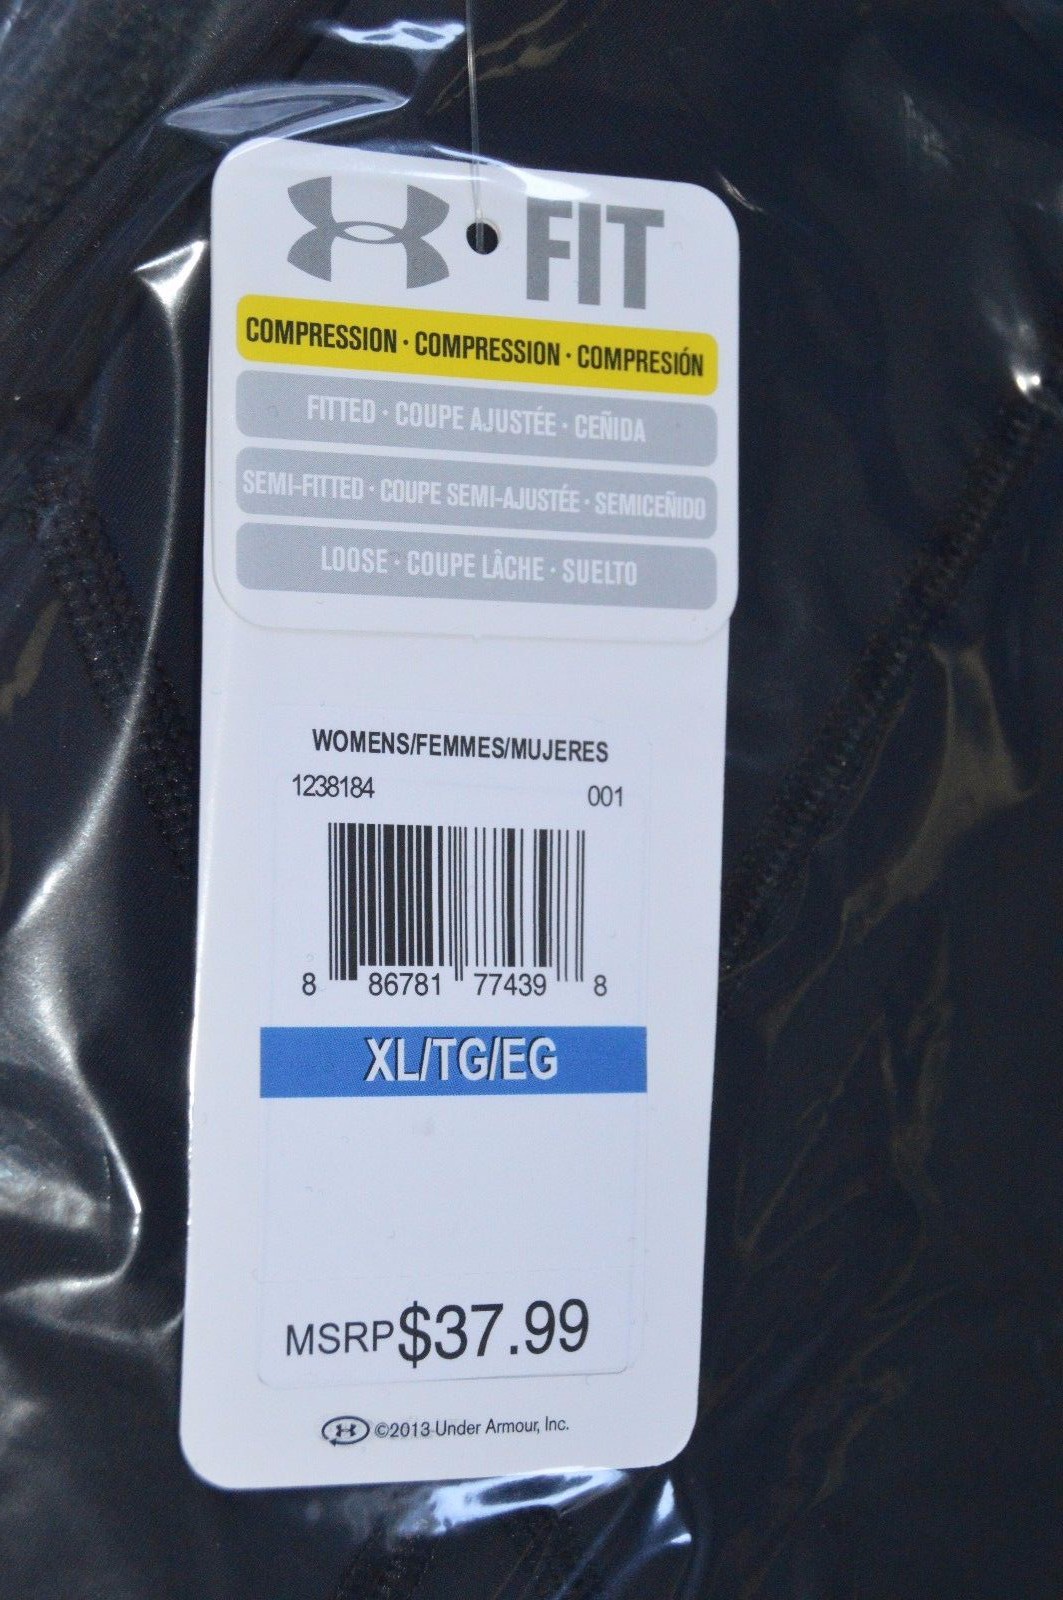 FIT
COMPRESSION · COMPRESSION · COMPRESIÓN
FITTED · COUPE AJUSTÉE · CEÑIDA
SEMI-FITTED · COUPE SEMI-AJUSTÉE · SEMICEÑIDO
LOOSE · COUPE LÂCHE · SUELTO
WOMENS/FEMMES/MUJERES
1238184 001
8 86781 77439 8
XL/TG/EG
MSRP $37.99
©2013 Under Armour, Inc.